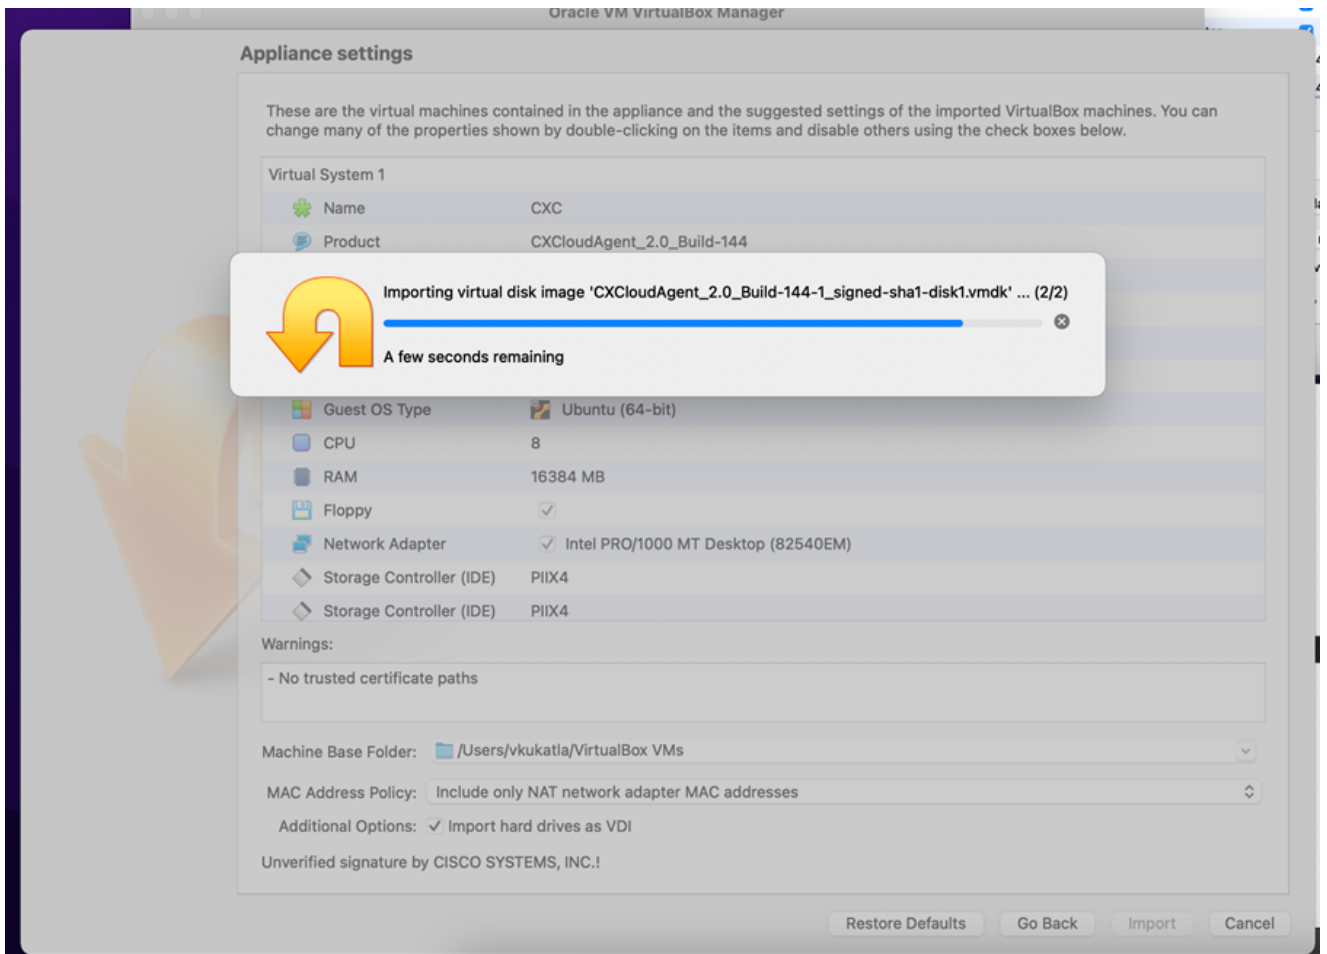 Oracle VM VirtualBox Manager
Appliance settings
These are the virtual machines contained in the appliance and the suggested settings of the imported VirtualBox machines. You can
change many of the properties shown by double-clicking on the items and disable others using the check boxes below.
Virtual System 1
Name CXC
Product CXCloudAgent_2.0_Build-144
Importing virtual disk image 'CXCloudAgent_2.0_Build-144-1_signed-sha1-disk1.vmdk' ... (2/2)
A few seconds remaining
Guest OS Type Ubuntu (64-bit)
CPU 8
RAM 16384 MB
Floppy
Network Adapter Intel PRO/1000 MT Desktop (82540EM)
Storage Controller (IDE) PIIX4
Storage Controller (IDE) PIIX4
Warnings:
- No trusted certificate paths
Machine Base Folder: /Users/vkukatla/VirtualBox VMs
MAC Address Policy: Include only NAT network adapter MAC addresses
Additional Options: Import hard drives as VDI
Unverified signature by CISCO SYSTEMS, INC.!
Restore Defaults Go Back Import Cancel